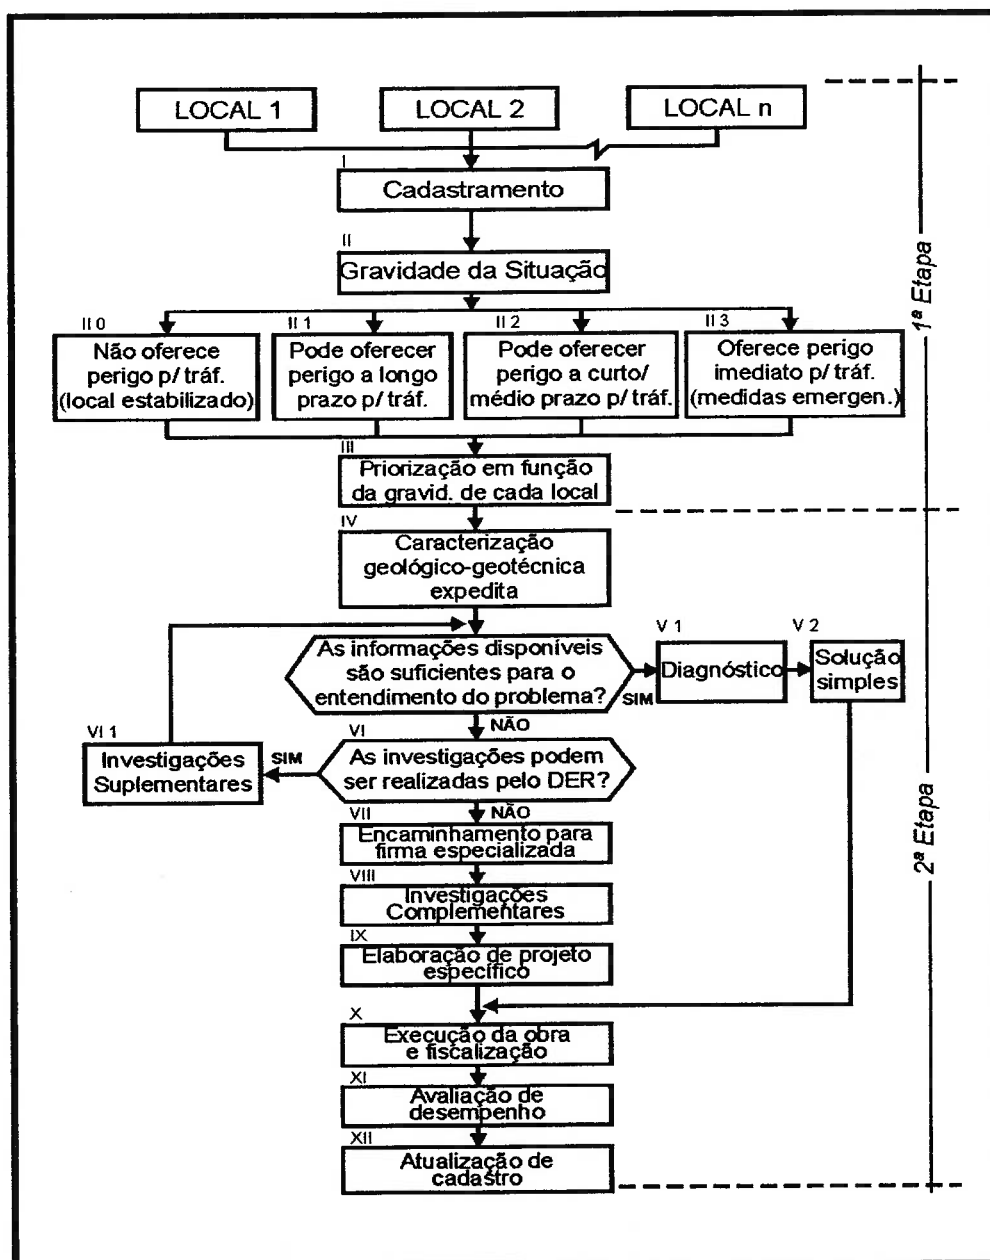 LOCAL 1
LOCAL 2
LOCAL n
I
Cadastramento
II
Gravidade da Situação
II 0
Não oferece
perigo p/ tráf.
(local estabilizado)
II 1
Pode oferecer
perigo a longo
prazo p/ tráf.
II 2
Pode oferecer
perigo a curto/
médio prazo p/ tráf.
II 3
Oferece perigo
imediato p/ tráf.
(medidas emergen.)
III
Priorização em função
da gravid. de cada local
1ª Etapa
IV
Caracterização
geológico-geotécnica
expedita
As informações disponíveis
são suficientes para o
entendimento do problema?
SIM
V 1
Diagnóstico
V 2
Solução
simples
NÃO
VI
As investigações podem
ser realizadas pelo DER?
SIM
VI 1
Investigações
Suplementares
NÃO
VII
Encaminhamento para
firma especializada
VIII
Investigações
Complementares
IX
Elaboração de projeto
específico
X
Execução da obra
e fiscalização
XI
Avaliação de
desempenho
XII
Atualização de
cadastro
2ª Etapa